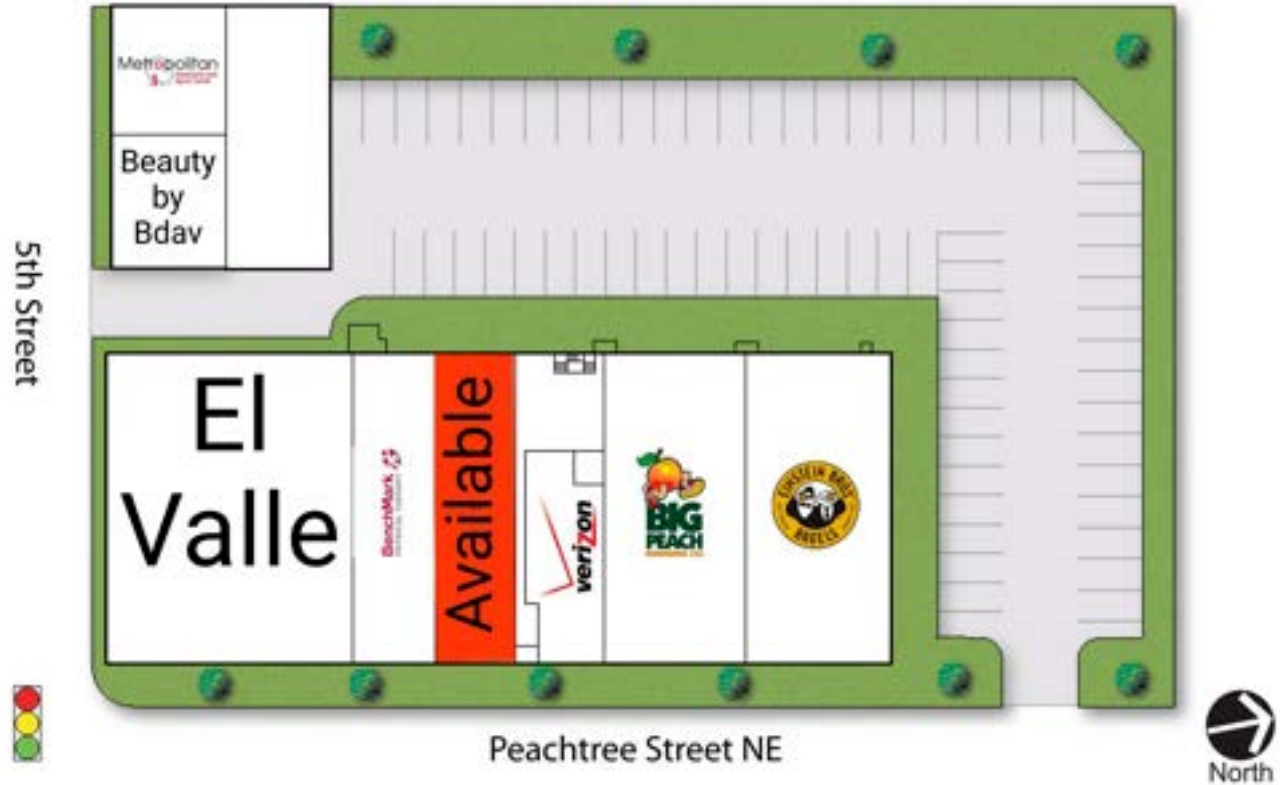 Metropolitan
Beauty
by
Bdav
5th Street
El
Valle
BenchMark
Available
verizon
BIG
PEACH
EINSTEIN BROS
BAGELS
Peachtree Street NE
North